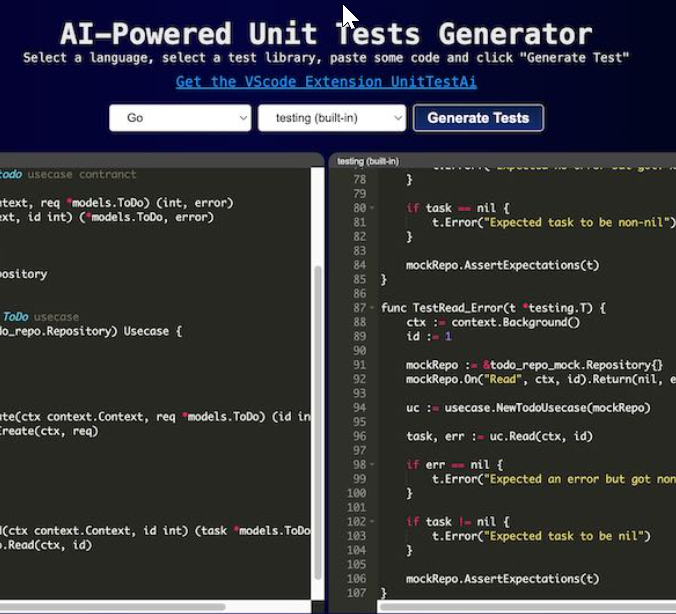 AI-Powered Unit Tests Generator
Select a language, select a test library, paste some code and click "Generate Test"
Get the VScode Extension UnitTestAi
Go
testing (built-in)
Generate Tests
todo usecase contranct
ntext, req *models.ToDo) (int, error)
ext, id int) (*models.ToDo, error)
pository
ToDo usecase
do_repo.Repository) Usecase {
ate(ctx context.Context, req *models.ToDo) (id in
Create(ctx, req)
d(ctx context.Context, id int) (task *models.ToDo
o.Read(ctx, id)
testing (built-in)
78 }
79
80 if task == nil {
81 t.Error("Expected task to be non-nil")
82 }
83
84 mockRepo.AssertExpectations(t)
85 }
86
87 func TestRead_Error(t *testing.T) {
88 ctx := context.Background()
89 id := 1
90
91 mockRepo := &todo_repo_mock.Repository{}
92 mockRepo.On("Read", ctx, id).Return(nil, e
93
94 uc := usecase.NewTodoUsecase(mockRepo)
95
96 task, err := uc.Read(ctx, id)
97
98 if err == nil {
99 t.Error("Expected an error but got non
100 }
101
102 if task != nil {
103 t.Error("Expected task to be nil")
104 }
105
106 mockRepo.AssertExpectations(t)
107 }